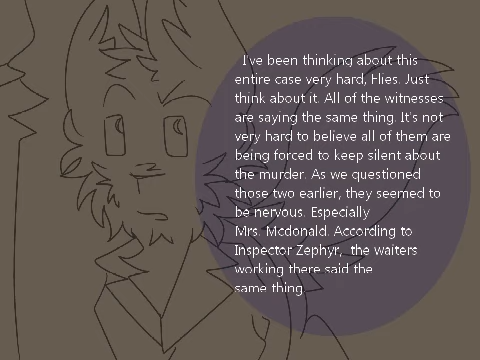 I've been thinking about this
entire case very hard, Flies. Just
think about it. All of the witnesses
are saying the same thing. It's not
very hard to believe all of them are
being forced to keep silent about
the murder. As we questioned
those two earlier, they seemed to
be nervous. Especially
Mrs. Mcdonald. According to
Inspector Zephyr, the waiters
working there said the
same thing.